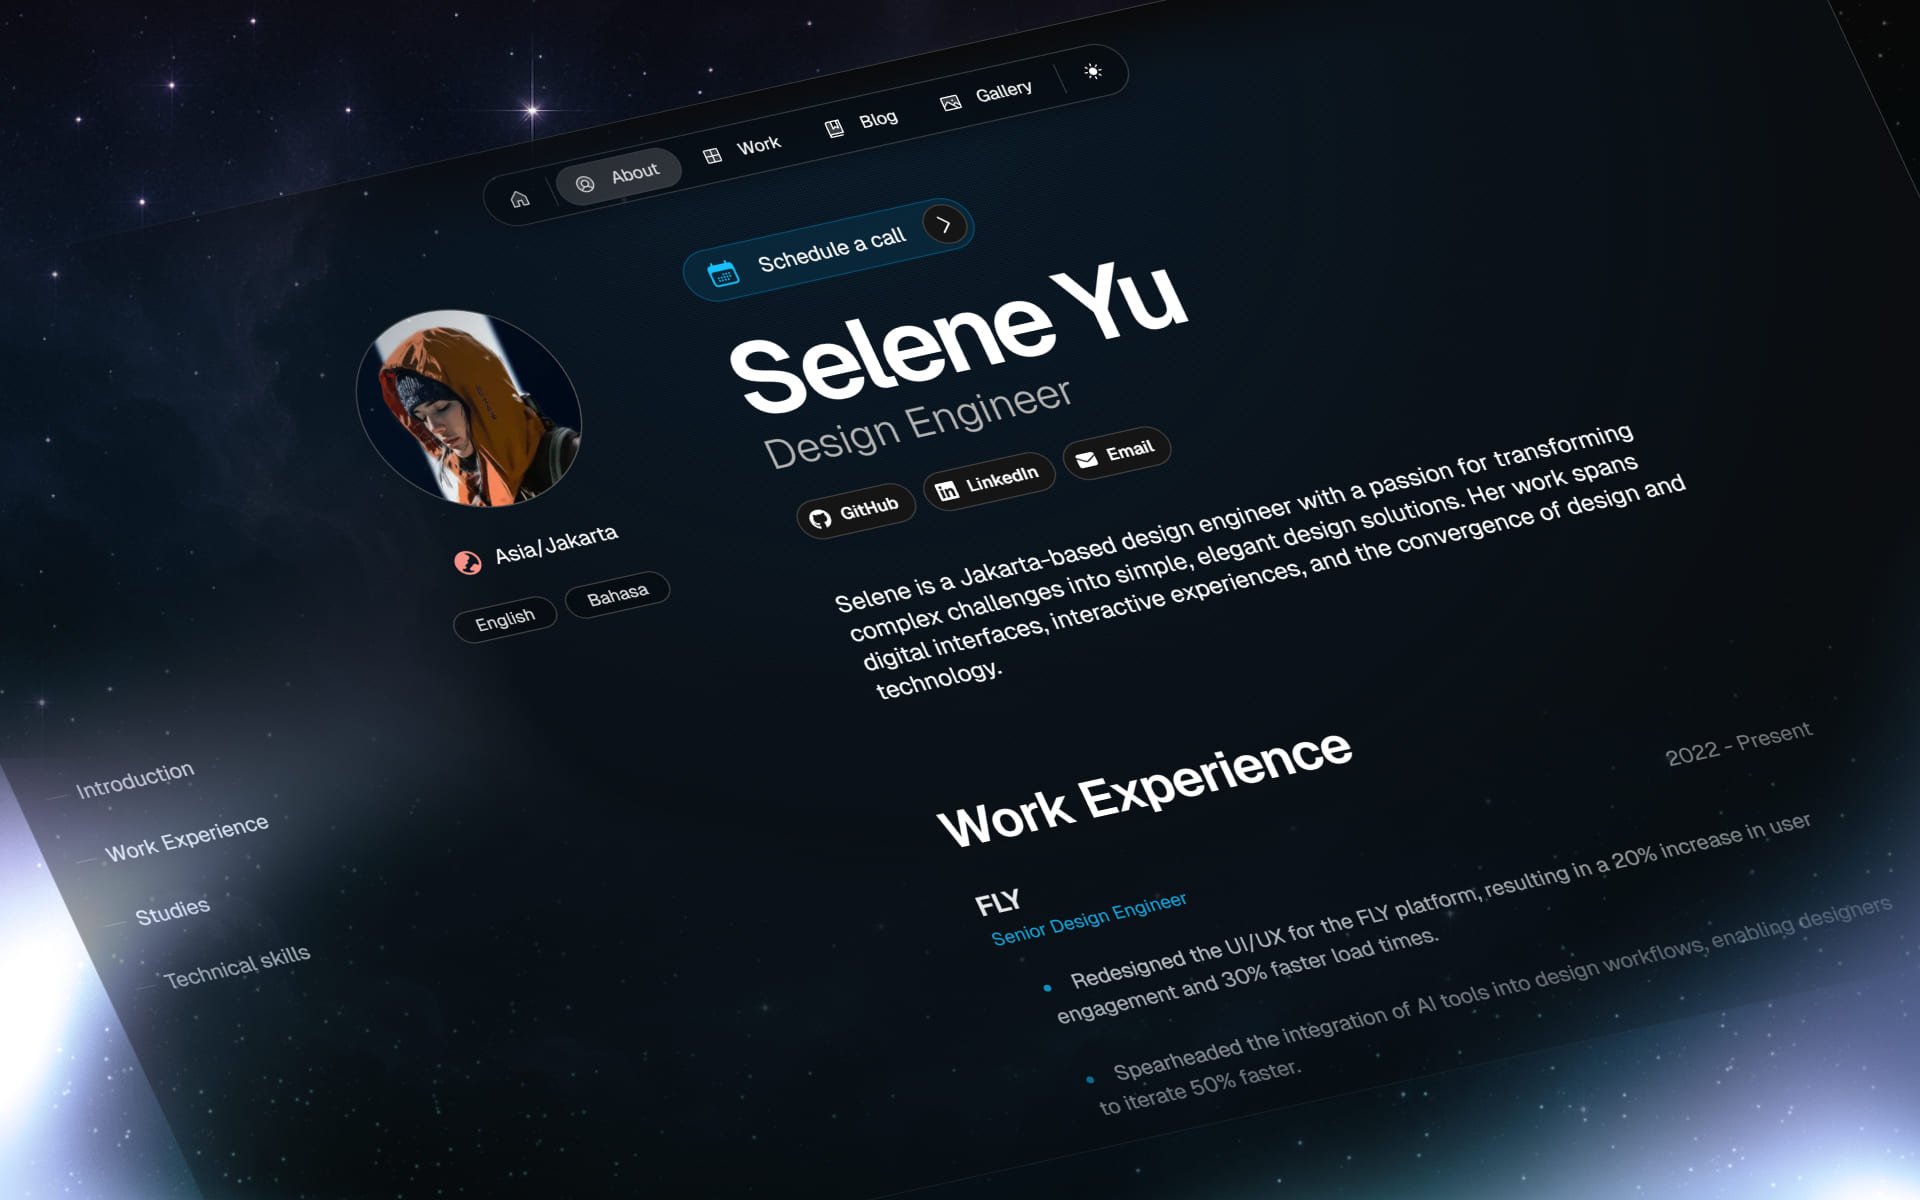 About
Work
Blog
Gallery
Schedule a call
Selene Yu
Design Engineer
GitHub
LinkedIn
Email
Asia/Jakarta
English
Bahasa
Selene is a Jakarta-based design engineer with a passion for transforming
complex challenges into simple, elegant design solutions. Her work spans
digital interfaces, interactive experiences, and the convergence of design and
technology.
Introduction
Work Experience
Studies
Technical skills
Work Experience
2022 - Present
FLY
Senior Design Engineer
Redesigned the UI/UX for the FLY platform, resulting in a 20% increase in user
engagement and 30% faster load times.
Spearheaded the integration of AI tools into design workflows, enabling designers
to iterate 50% faster.